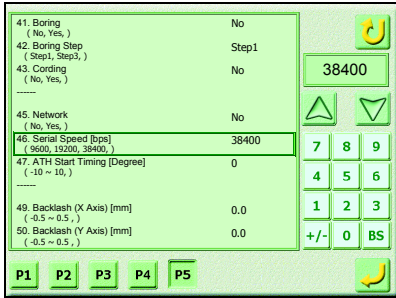 41. Boring No
( No, Yes, )
42. Boring Step Step1
( Step1, Step3, )
43. Cording No
( No, Yes, )
------
45. Network No
( No, Yes, )
46. Serial Speed [bps] 38400
( 9600, 19200, 38400, )
47. ATH Start Timing [Degree] 0
( -10 ~ 10, )
------
49. Backlash (X Axis) [mm] 0.0
( -0.5 ~ 0.5 , )
50. Backlash (Y Axis) [mm] 0.0
( -0.5 ~ 0.5 , )
38400
7 8 9
4 5 6
1 2 3
+/- 0 BS
P1 P2 P3 P4 P5